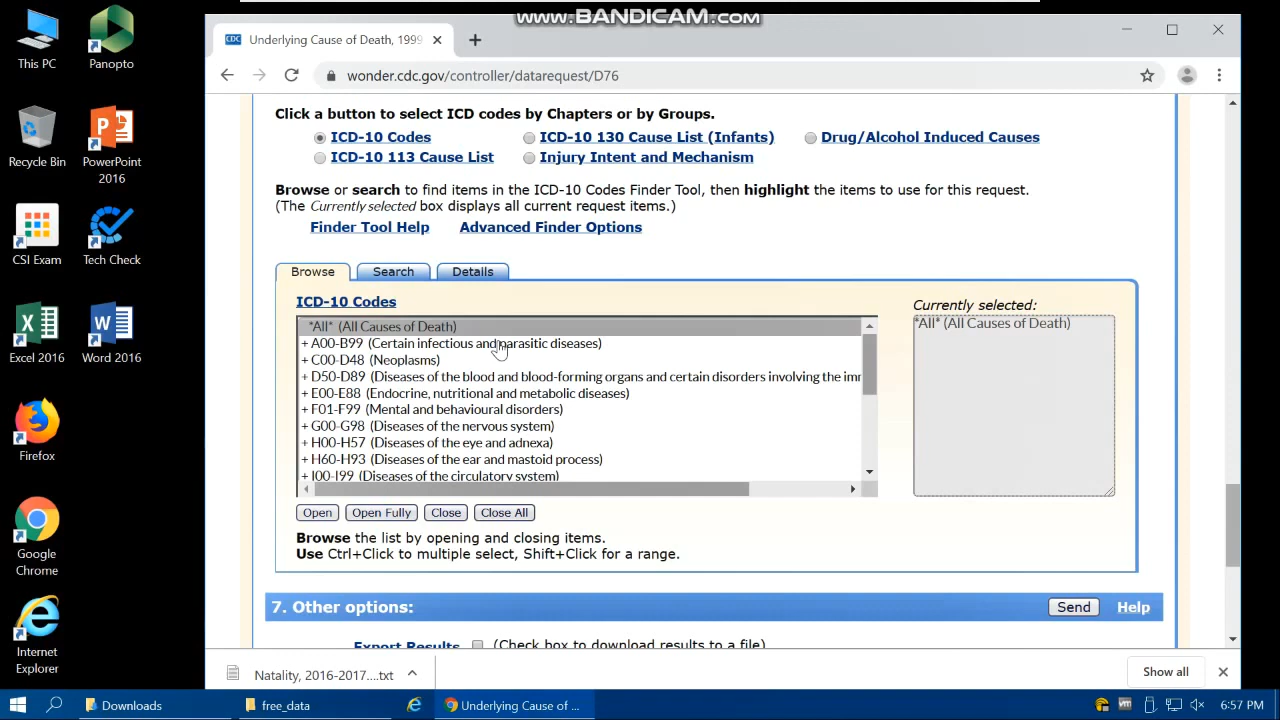 www.BANDICAM.com
This PC
Panopto
Recycle Bin
PowerPoint 2016
CSI Exam
Tech Check
Excel 2016
Word 2016
Firefox
Google Chrome
Internet Explorer
CDC Underlying Cause of Death, 1999
wonder.cdc.gov/controller/datarequest/D76
Click a button to select ICD codes by Chapters or by Groups.
ICD-10 Codes ICD-10 130 Cause List (Infants) Drug/Alcohol Induced Causes
ICD-10 113 Cause List Injury Intent and Mechanism
Browse or search to find items in the ICD-10 Codes Finder Tool, then highlight the items to use for this request.
(The Currently selected box displays all current request items.)
Finder Tool Help Advanced Finder Options
Browse Search Details
ICD-10 Codes
*All* (All Causes of Death)
+ A00-B99 (Certain infectious and parasitic diseases)
+ C00-D48 (Neoplasms)
+ D50-D89 (Diseases of the blood and blood-forming organs and certain disorders involving the imr
+ E00-E88 (Endocrine, nutritional and metabolic diseases)
+ F01-F99 (Mental and behavioural disorders)
+ G00-G98 (Diseases of the nervous system)
+ H00-H57 (Diseases of the eye and adnexa)
+ H60-H93 (Diseases of the ear and mastoid process)
+ I00-I99 (Diseases of the circulatory system)
Currently selected:
*All* (All Causes of Death)
Open Open Fully Close Close All
Browse the list by opening and closing items.
Use Ctrl+Click to multiple select, Shift+Click for a range.
7. Other options: Send Help
Export Results (Check box to download results to a file)
Natality, 2016-2017....txt Show all
Downloads free_data Underlying Cause of ... 6:57 PM